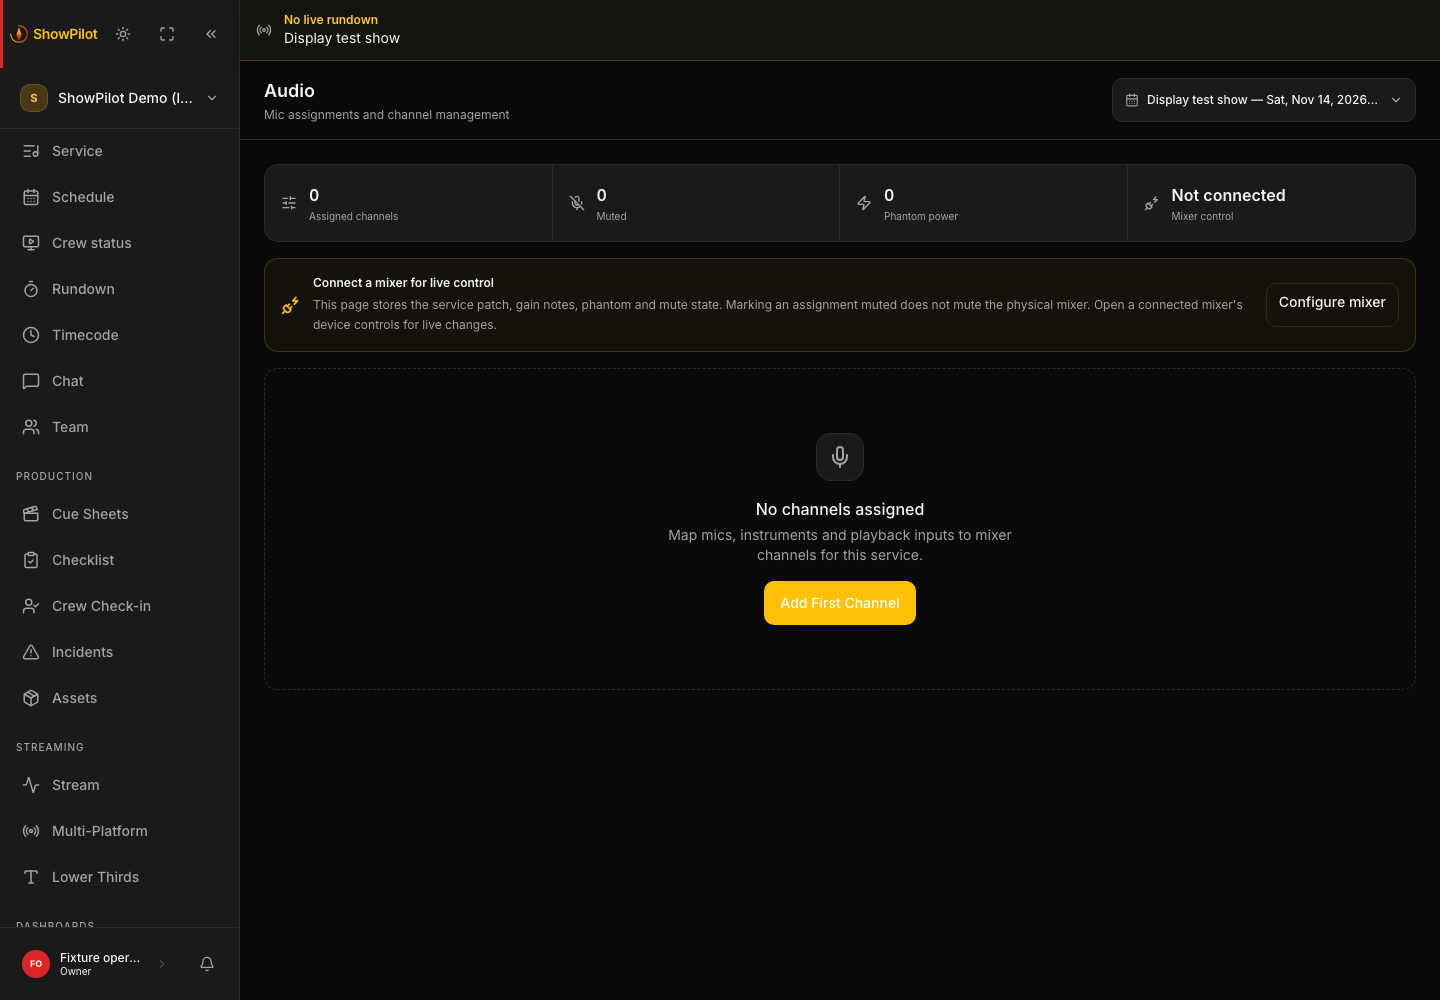 ShowPilot
S
ShowPilot Demo (I...
Service
Schedule
Crew status
Rundown
Timecode
Chat
Team
PRODUCTION
Cue Sheets
Checklist
Crew Check-in
Incidents
Assets
STREAMING
Stream
Multi-Platform
Lower Thirds
DASHBOARDS
FO
Fixture oper...
Owner
No live rundown
Display test show
Audio
Mic assignments and channel management
Display test show — Sat, Nov 14, 2026...
0
Assigned channels
0
Muted
0
Phantom power
Not connected
Mixer control
Connect a mixer for live control
This page stores the service patch, gain notes, phantom and mute state. Marking an assignment muted does not mute the physical mixer. Open a connected mixer's
device controls for live changes.
Configure mixer
No channels assigned
Map mics, instruments and playback inputs to mixer
channels for this service.
Add First Channel